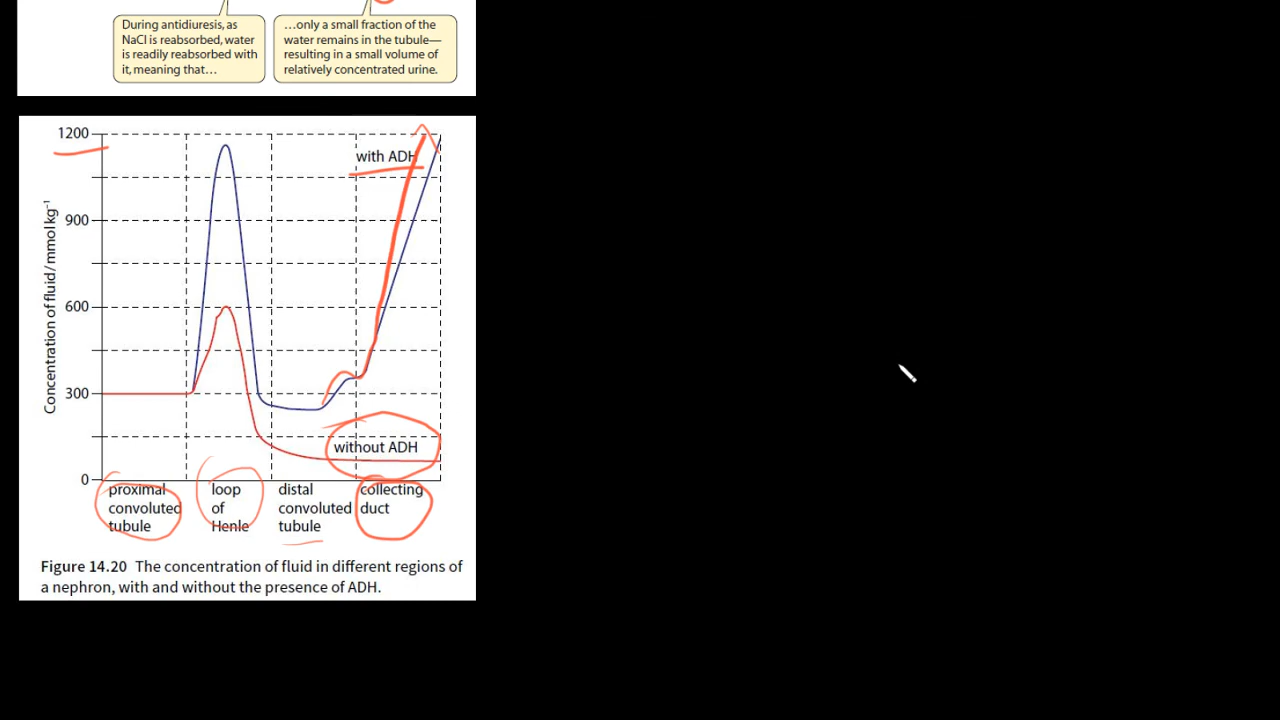 During antidiuresis, as
NaCl is reabsorbed, water
is readily reabsorbed with
it, meaning that…
…only a small fraction of the
water remains in the tubule—
resulting in a small volume of
relatively concentrated urine.
1200
900
600
300
0
Concentration of fluid / mmol kg⁻¹
with ADH
without ADH
proximal
convoluted
tubule
loop
of
Henle
distal
convoluted
tubule
collecting
duct
Figure 14.20 The concentration of fluid in different regions of
a nephron, with and without the presence of ADH.